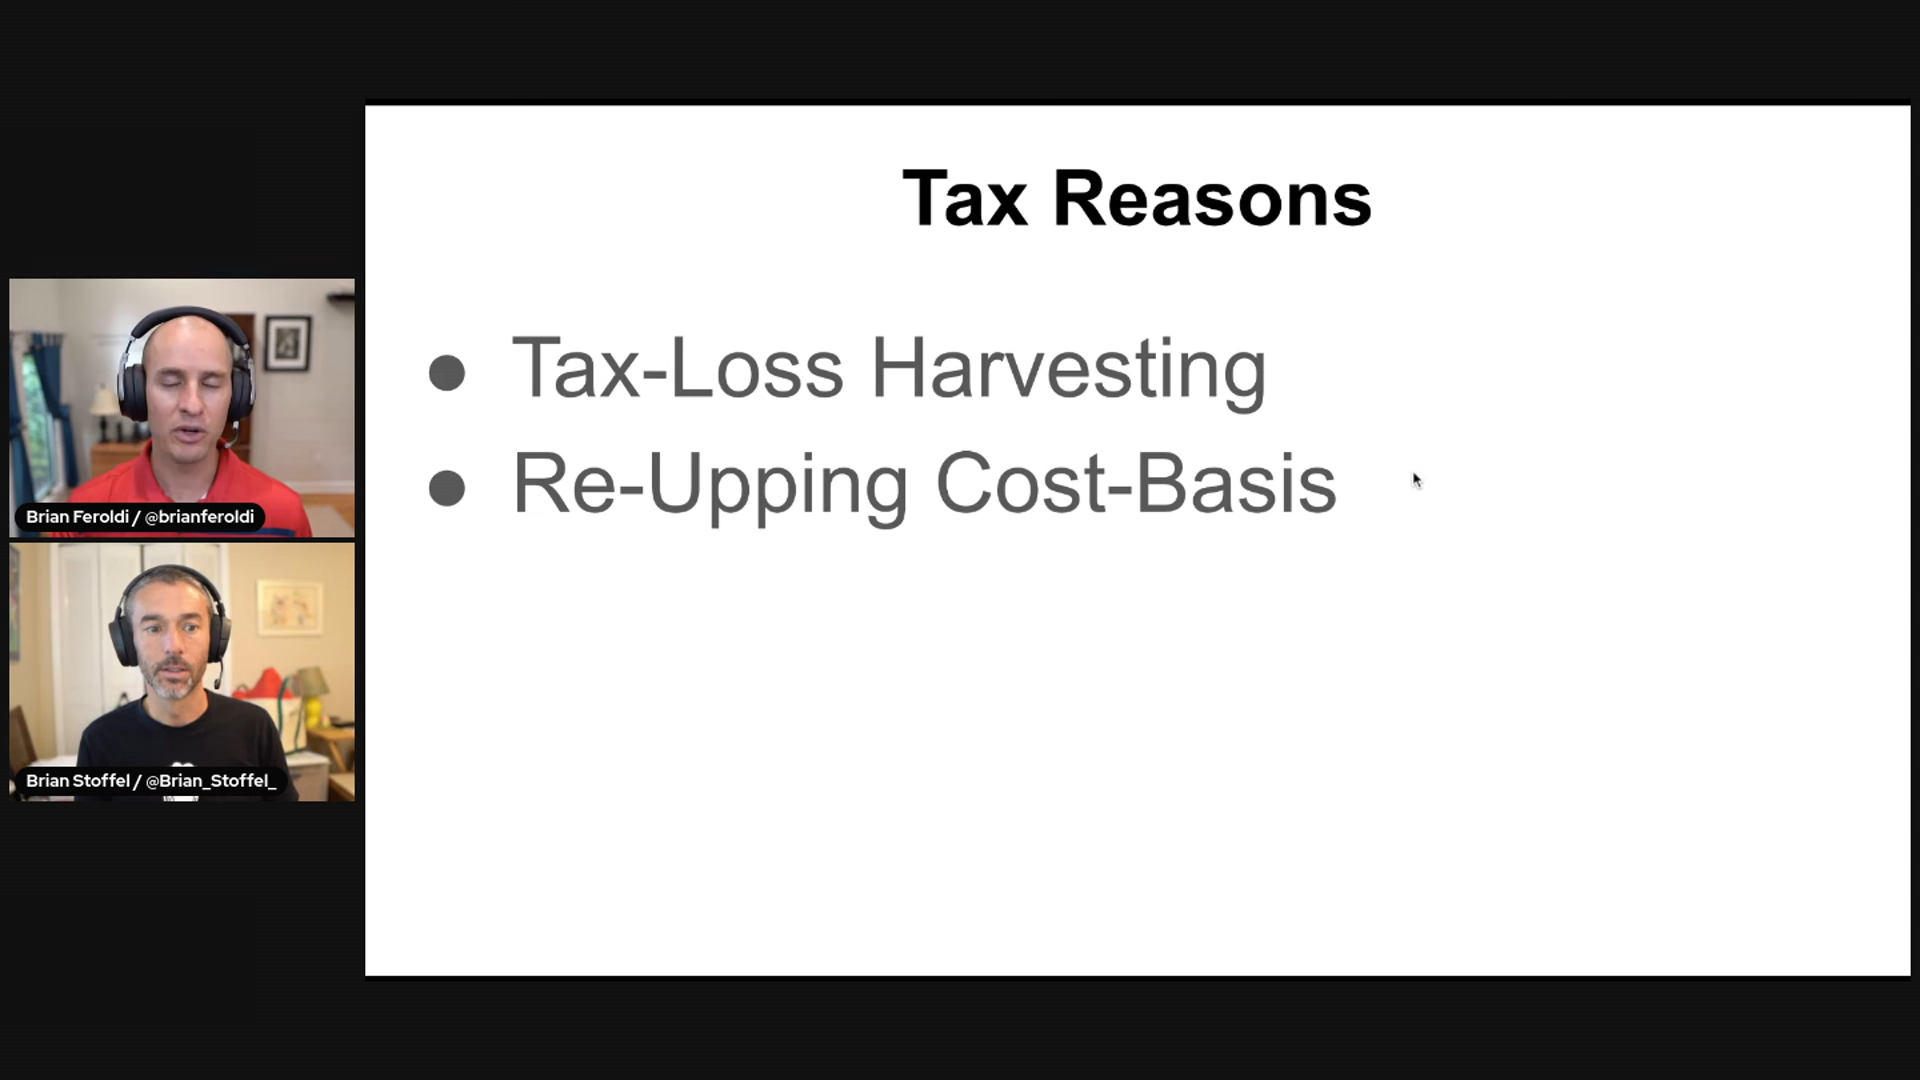 Tax Reasons
● Tax-Loss Harvesting
● Re-Upping Cost-Basis
Brian Feroldi / @brianferoldi
Brian Stoffel / @Brian_Stoffel_